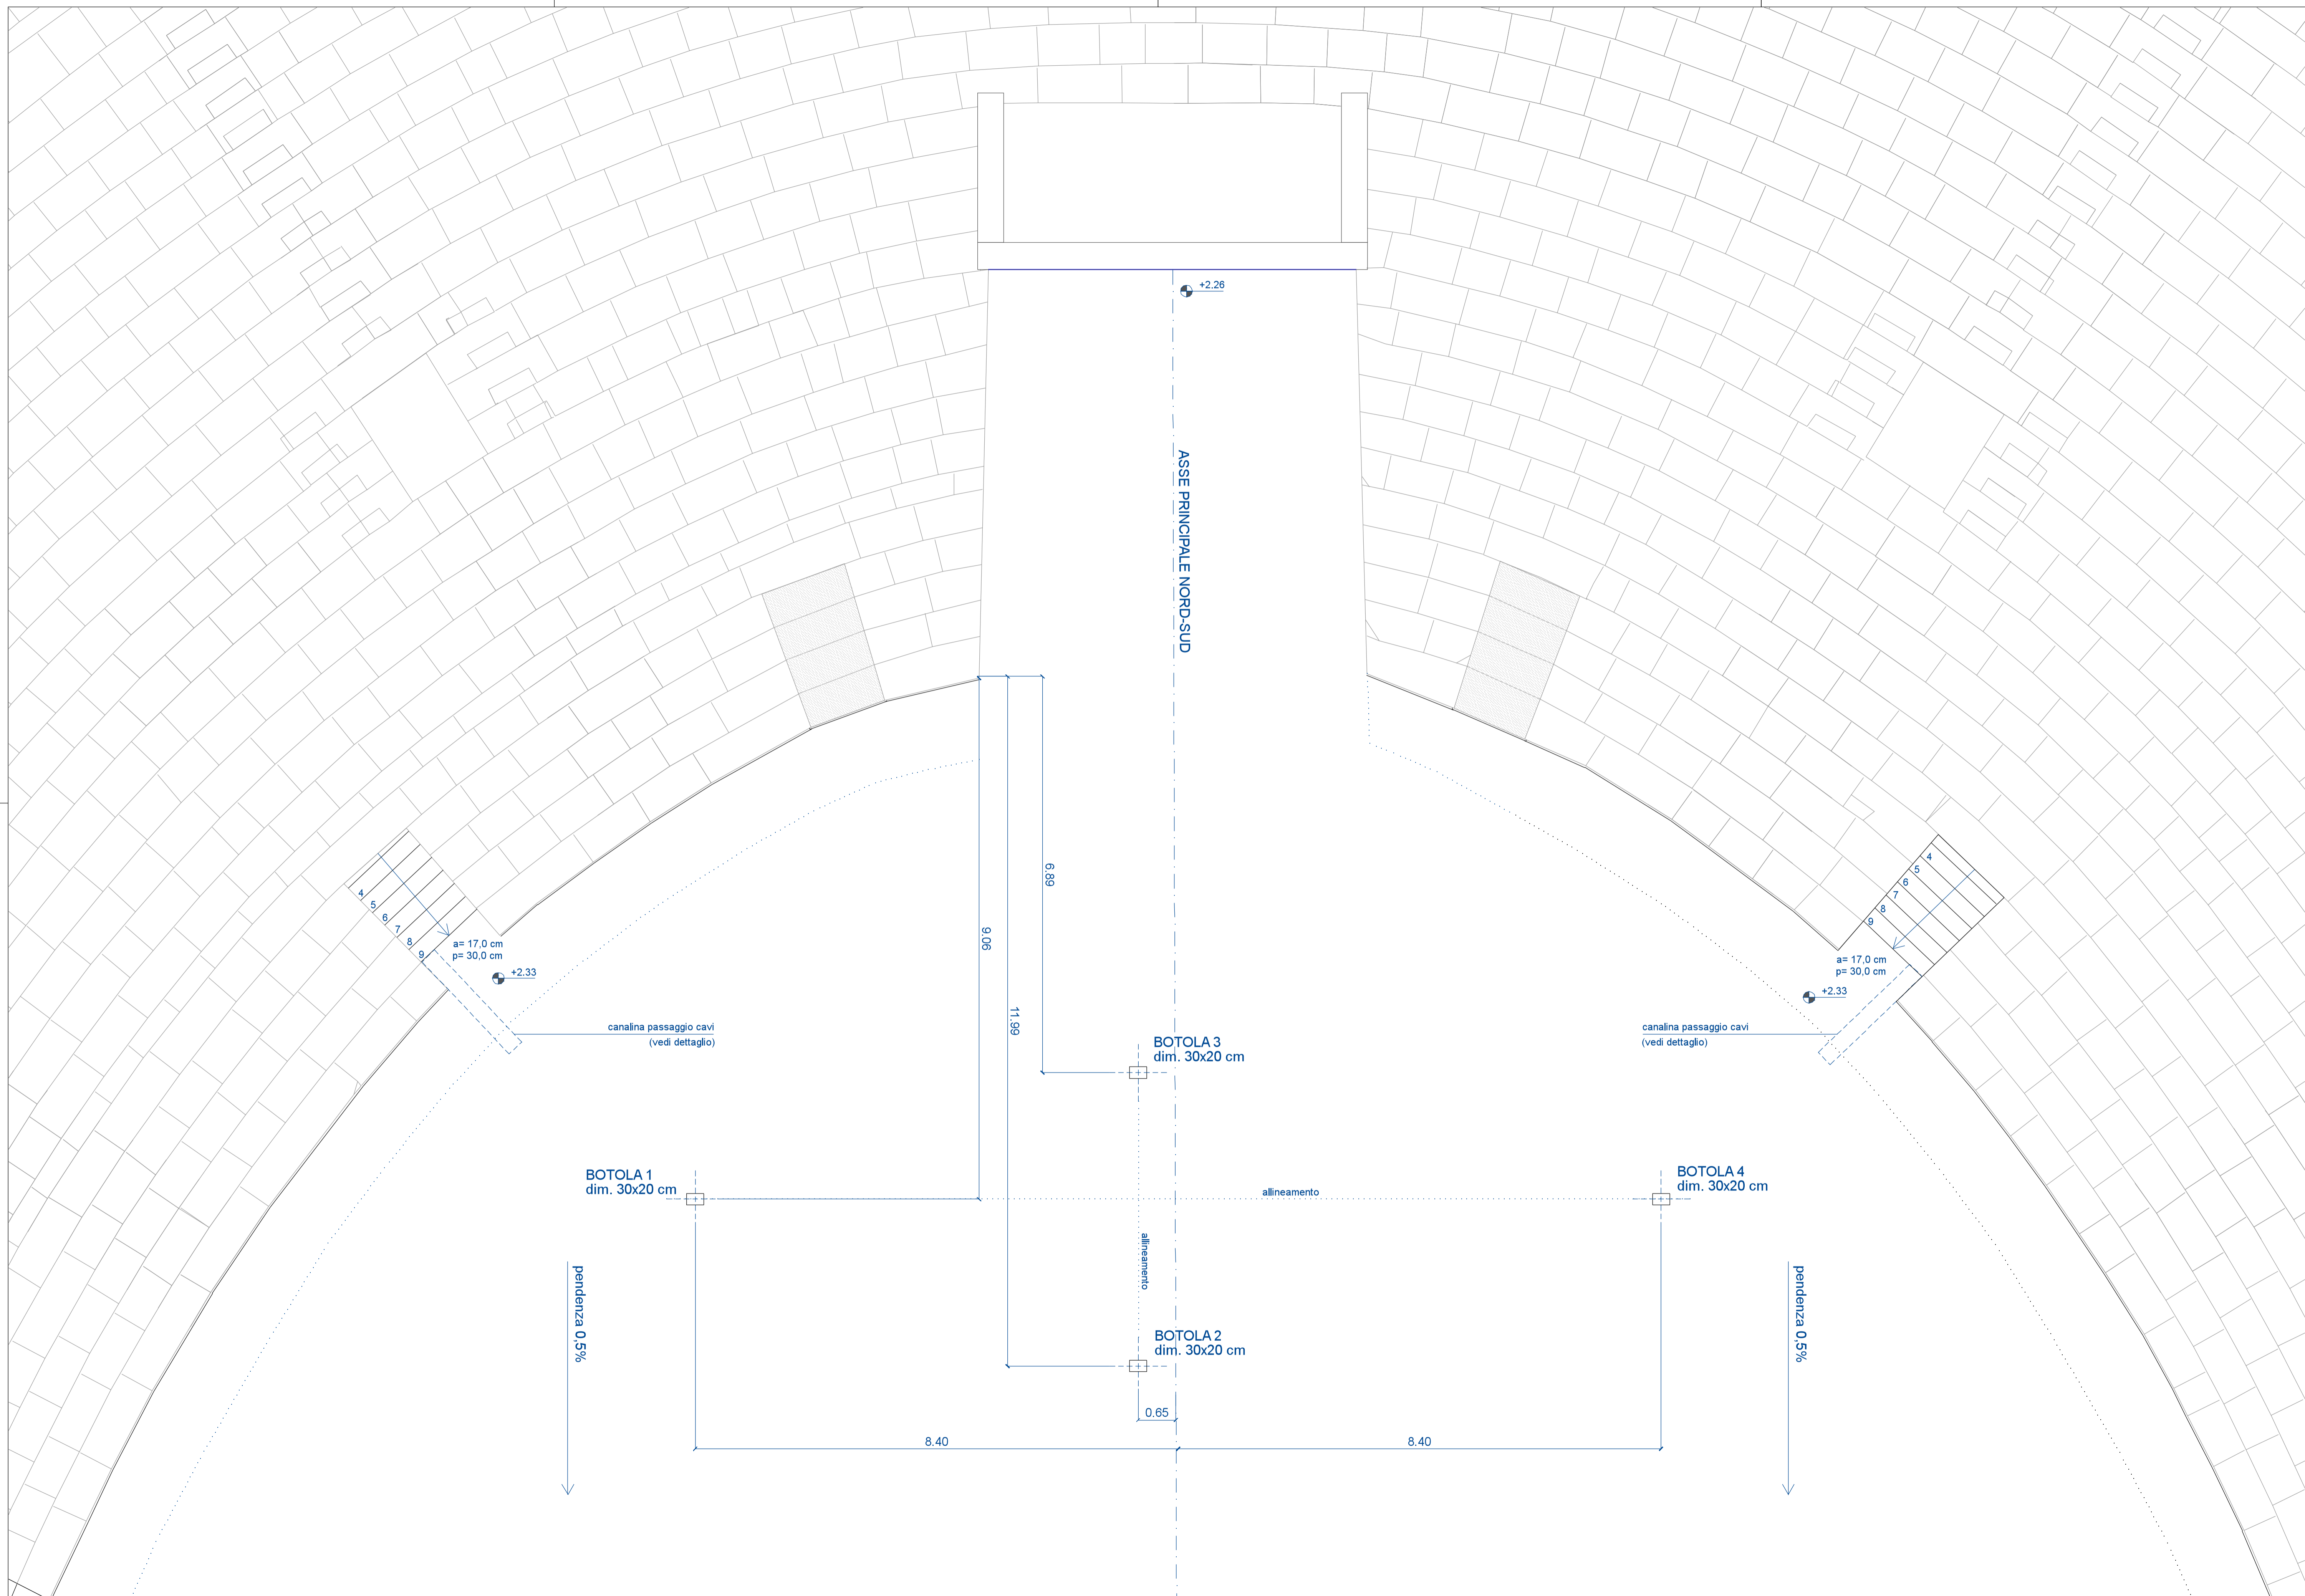 +2,26
ASSE PRINCIPALE NORD-SUD
4
5
6
7
8
9
a= 17,0 cm
p= 30,0 cm
+2.33
canalina passaggio cavi
(vedi dettaglio)
4
5
6
7
8
9
a= 17,0 cm
p= 30,0 cm
+2.33
canalina passaggio cavi
(vedi dettaglio)
6.89
9.06
11.99
BOTOLA 3
dim. 30x20 cm
BOTOLA 1
dim. 30x20 cm
allineamento
BOTOLA 4
dim. 30x20 cm
allineamento
pendenza 0,5%
pendenza 0,5%
BOTOLA 2
dim. 30x20 cm
0.65
8.40
8.40